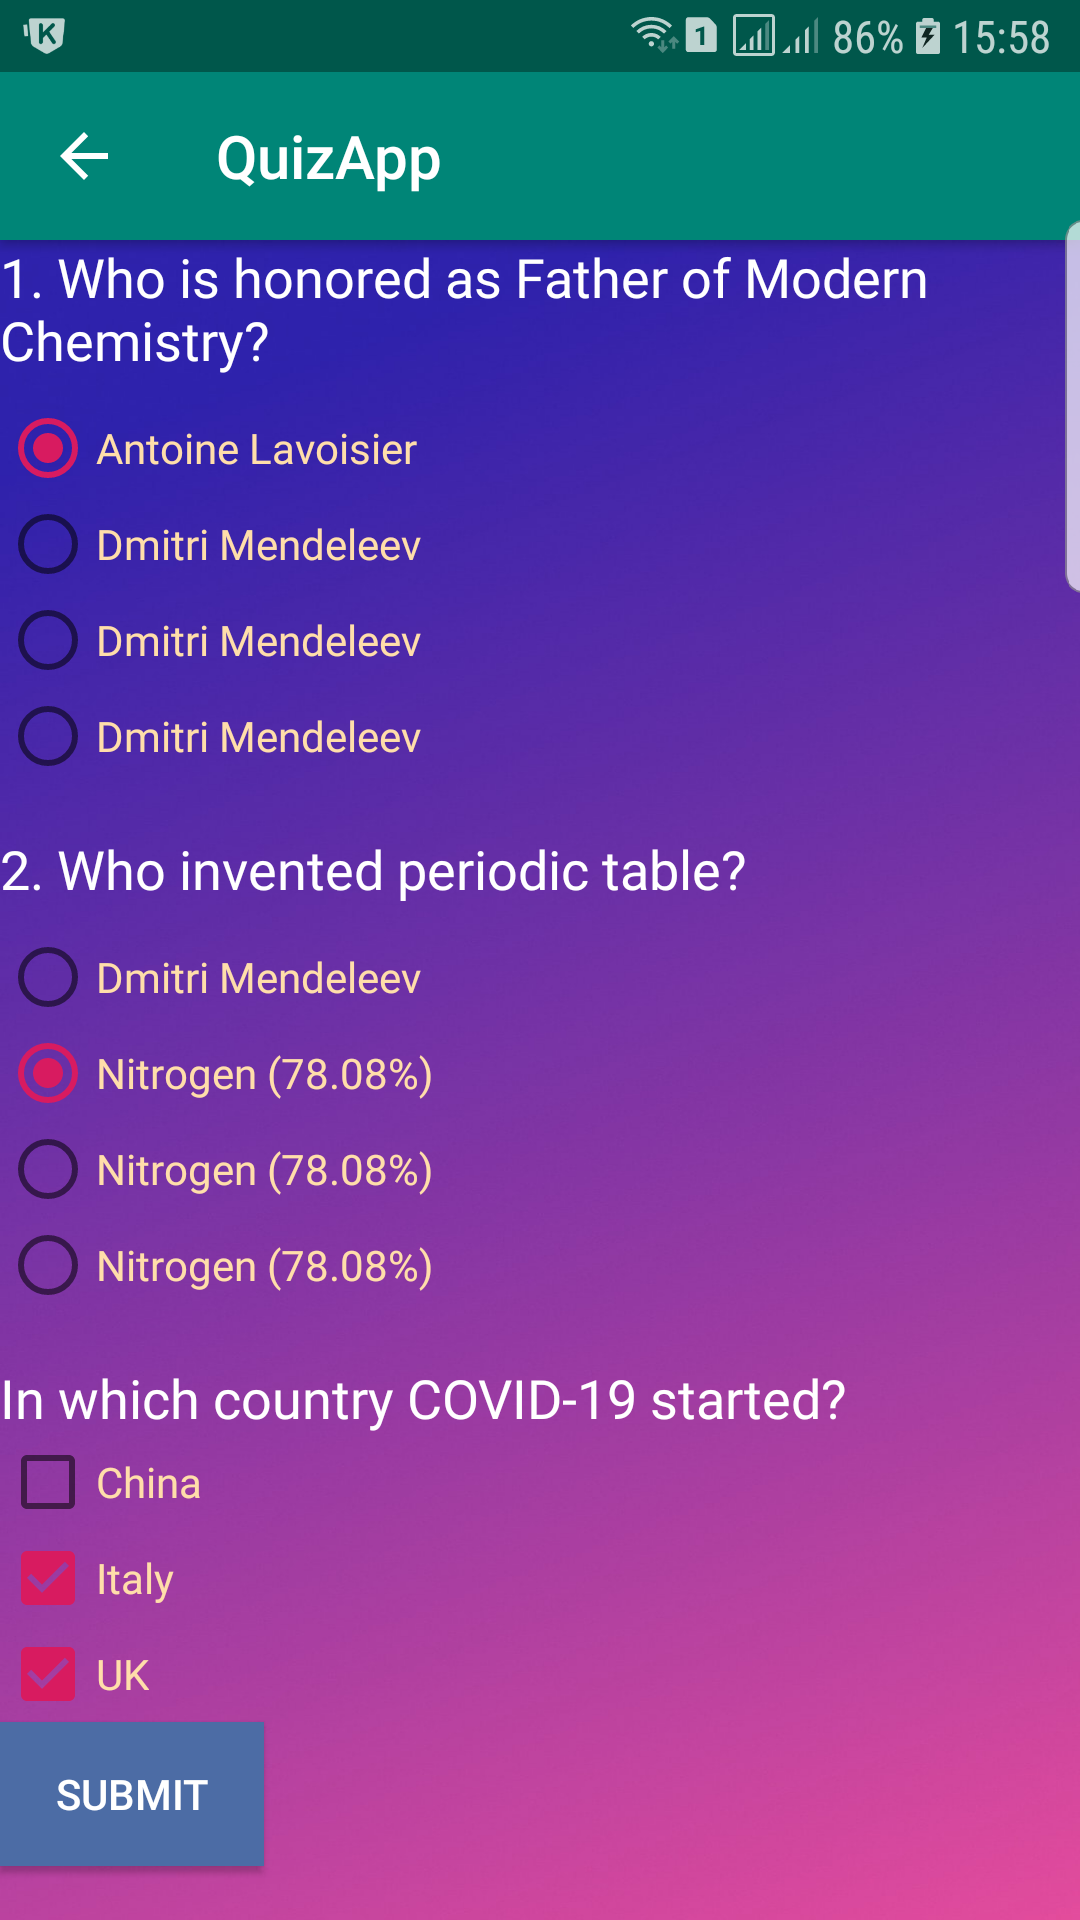 K 1 86% 15:58
QuizApp
1. Who is honored as Father of Modern
Chemistry?
Antoine Lavoisier
Dmitri Mendeleev
Dmitri Mendeleev
Dmitri Mendeleev
2. Who invented periodic table?
Dmitri Mendeleev
Nitrogen (78.08%)
Nitrogen (78.08%)
Nitrogen (78.08%)
In which country COVID-19 started?
China
Italy
UK
SUBMIT